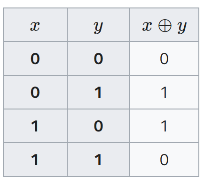 x y x ⊕ y
0 0 0
0 1 1
1 0 1
1 1 0